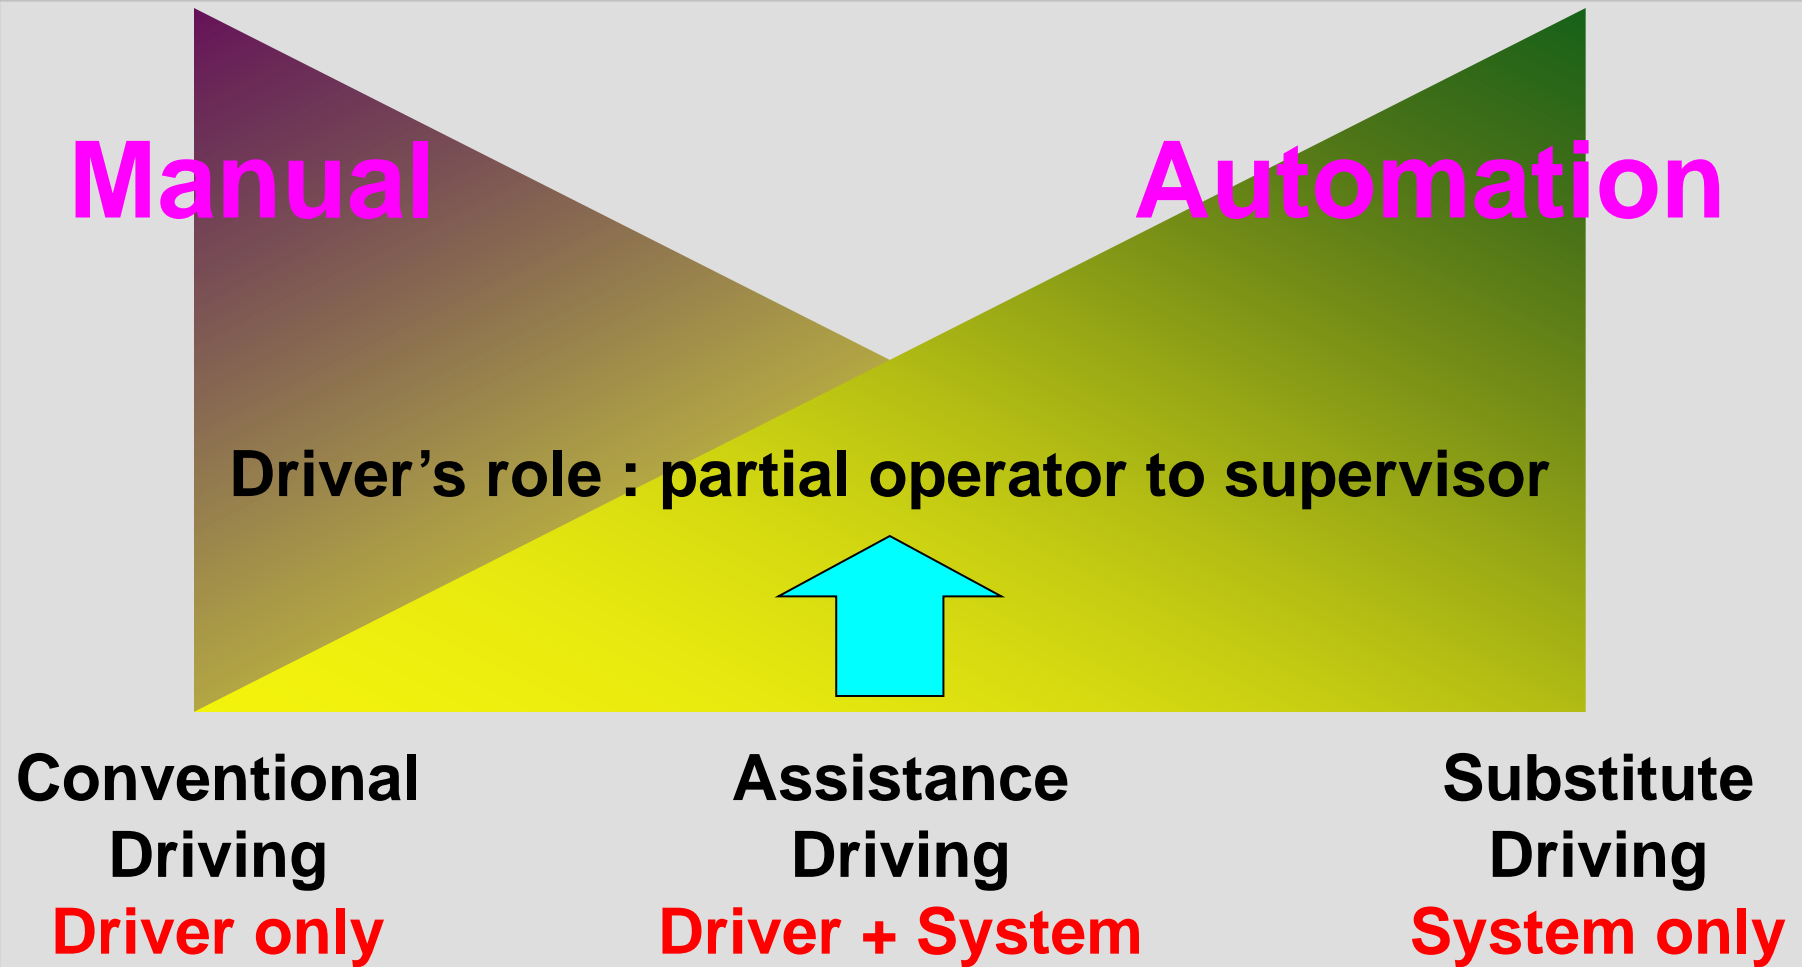 Manual
Automation
Driver’s role : partial operator to supervisor
Conventional
Driving
Driver only
Assistance
Driving
Driver + System
Substitute
Driving
System only